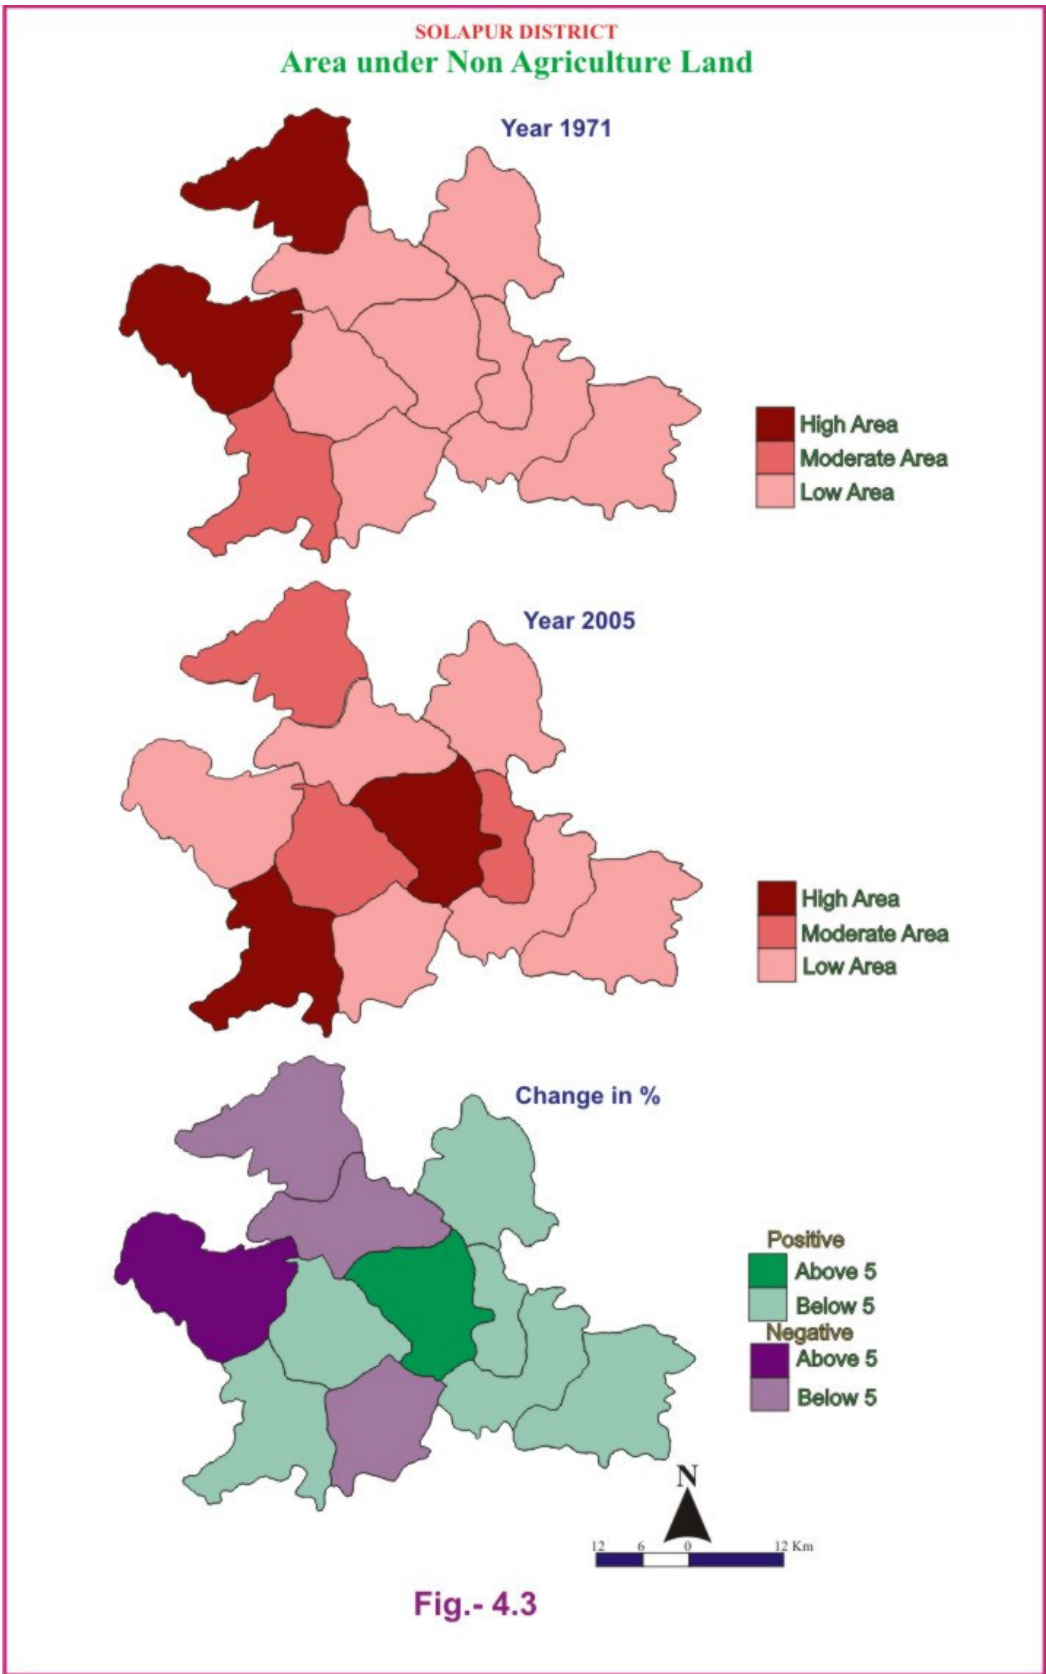 SOLAPUR DISTRICT
Area under Non Agriculture Land
Year 1971
High Area
Moderate Area
Low Area
Year 2005
High Area
Moderate Area
Low Area
Change in %
Positive
Above 5
Below 5
Negative
Above 5
Below 5
N
12 6 0 12 Km
Fig.- 4.3